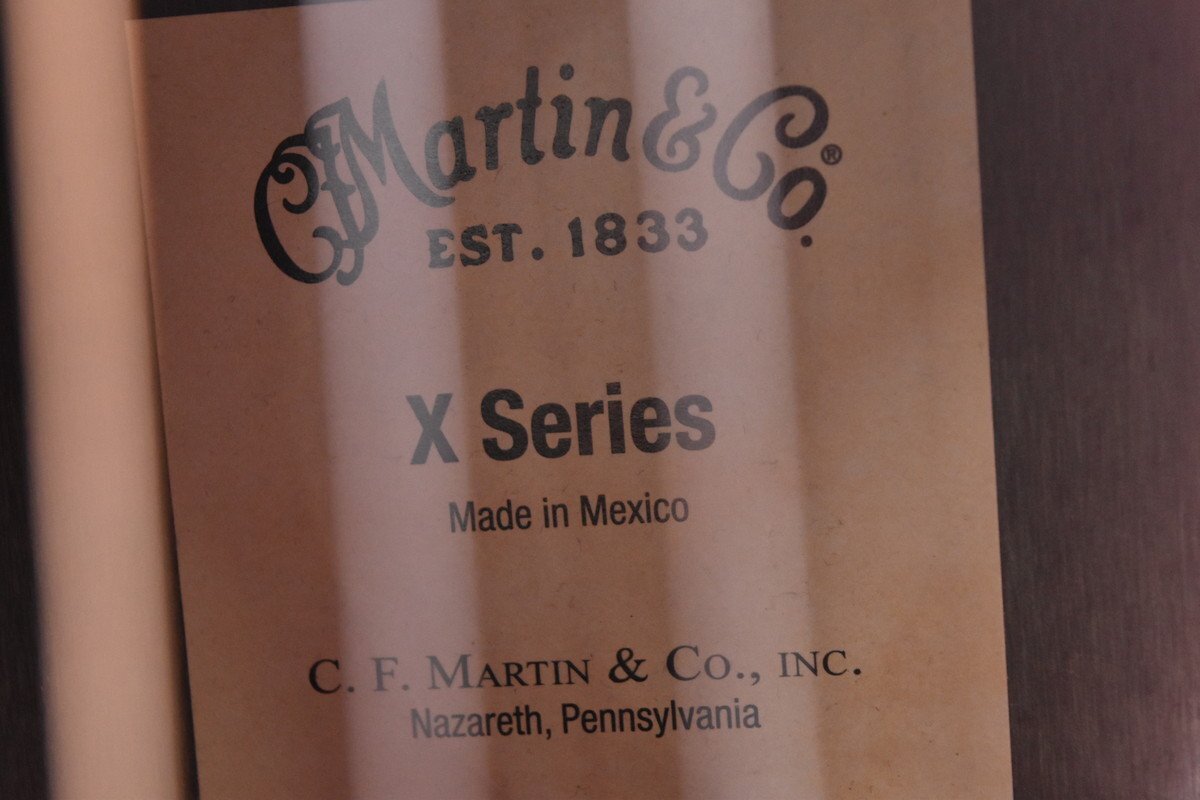 CFMartin & Co.®
EST. 1833
X Series
Made in Mexico
C. F. MARTIN & CO., INC.
Nazareth, Pennsylvania